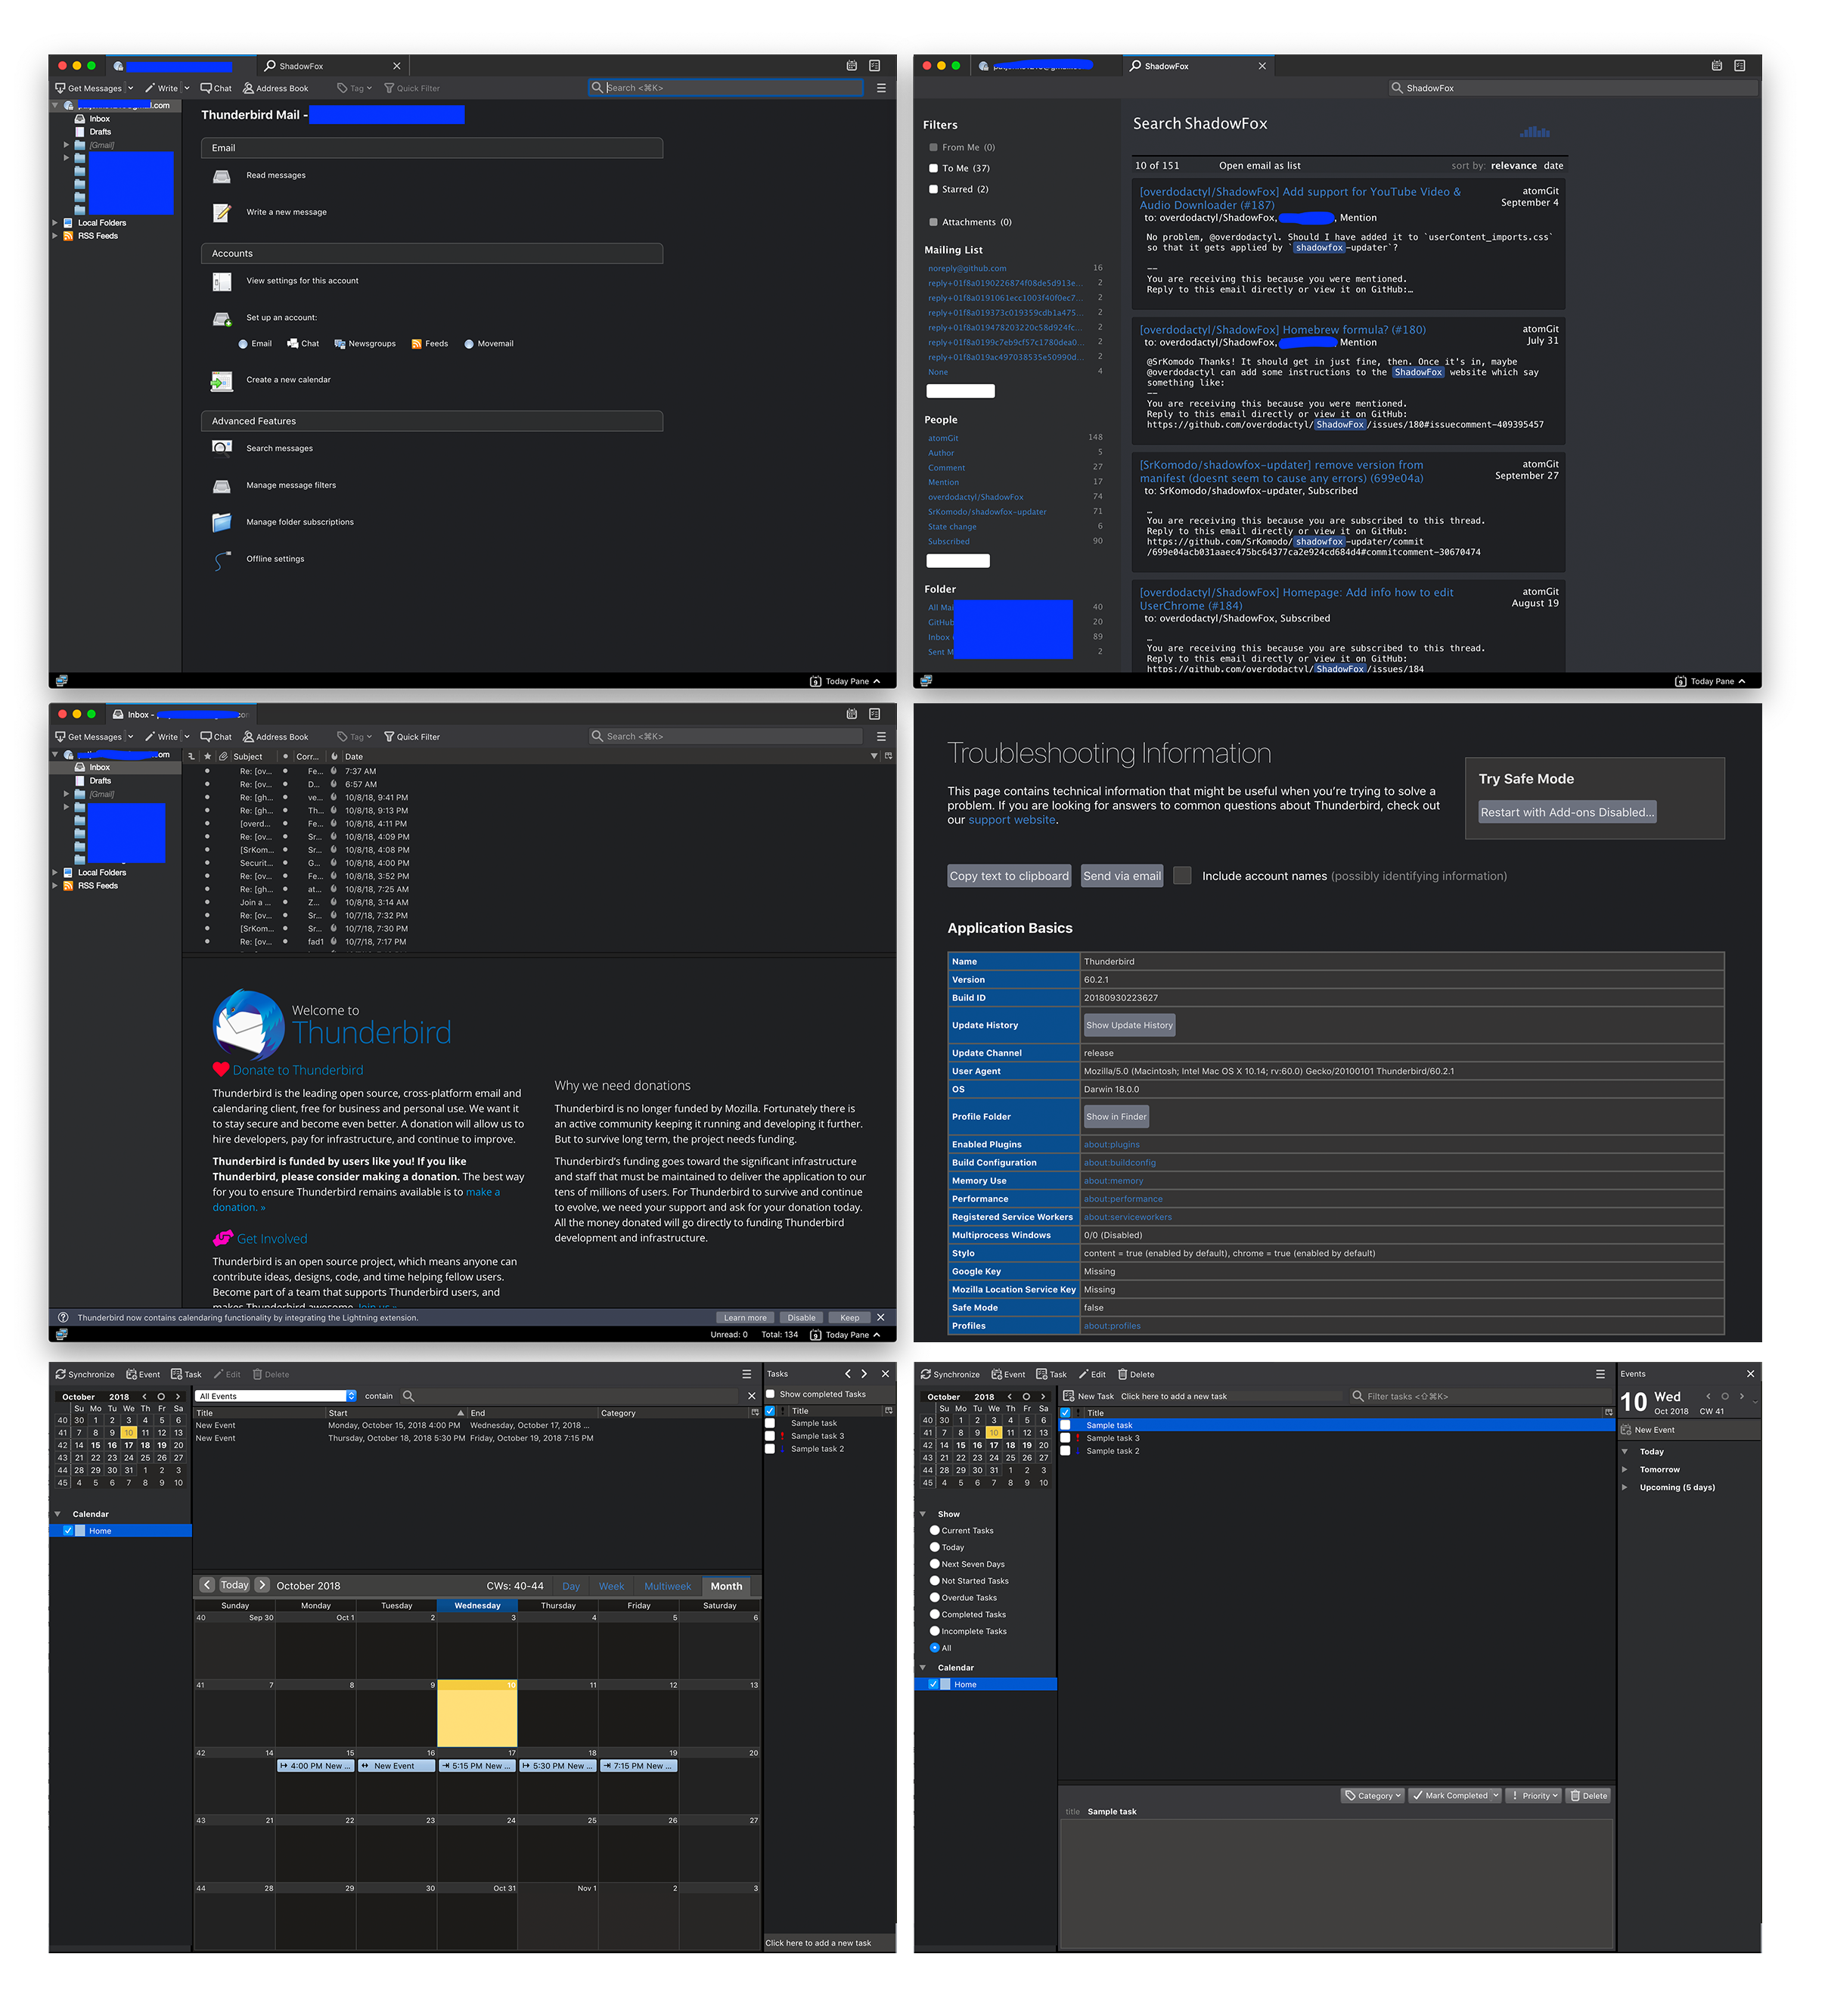 ShadowFox
Get Messages Write Chat Address Book Tag Quick Filter Search <⌘K>
Inbox
Drafts
[Gmail]
Local Folders
RSS Feeds
Thunderbird Mail -
Email
Read messages
Write a new message
Accounts
View settings for this account
Set up an account:
Email Chat Newsgroups Feeds Movemail
Create a new calendar
Advanced Features
Search messages
Manage message filters
Manage folder subscriptions
Offline settings
Today Pane
ShadowFox
ShadowFox
Filters
From Me (0)
To Me (37)
Starred (2)
Attachments (0)
Mailing List
noreply@github.com 16
reply+01f8a0190226874f08de5d913e... 2
reply+01f8a0191061ecc1003f40f0ec7... 2
reply+01f8a019373c019359cdb1a475... 2
reply+01f8a019478203220c58d924fc... 2
reply+01f8a0199c7eb9cf57c1780dea0... 2
reply+01f8a019ac497038535e50990d... 2
None 4
People
atomGit 148
Author 5
Comment 27
Mention 17
overdodactyl/ShadowFox 74
SrKomodo/shadowfox-updater 71
State change 6
Subscribed 90
Folder
All Mai 40
GitHub 20
Inbox 89
Sent M 2
Search ShadowFox
10 of 151 Open email as list sort by: relevance date
[overdodactyl/ShadowFox] Add support for YouTube Video & atomGit
Audio Downloader (#187) September 4
to: overdodactyl/ShadowFox, , Mention
No problem, @overdodactyl. Should I have added it to `userContent_imports.css`
so that it gets applied by `shadowfox-updater`?
——
You are receiving this because you were mentioned.
Reply to this email directly or view it on GitHub:…
[overdodactyl/ShadowFox] Homebrew formula? (#180) atomGit
to: overdodactyl/ShadowFox, , Mention July 31
@SrKomodo Thanks! It should get in just fine, then. Once it's in, maybe
@overdodactyl can add some instructions to the ShadowFox website which say
something like:
——
You are receiving this because you were mentioned.
Reply to this email directly or view it on GitHub:
https://github.com/overdodactyl/ShadowFox/issues/180#issuecomment-409395457
[SrKomodo/shadowfox-updater] remove version from atomGit
manifest (doesnt seem to cause any errors) (699e04a) September 27
to: SrKomodo/shadowfox-updater, Subscribed
…
You are receiving this because you are subscribed to this thread.
Reply to this email directly or view it on GitHub:
https://github.com/SrKomodo/shadowfox-updater/commit
/699e04acb031aaec475bc64377ca2e924cd684d4#commitcomment-30670474
[overdodactyl/ShadowFox] Homepage: Add info how to edit atomGit
UserChrome (#184) August 19
to: overdodactyl/ShadowFox, Subscribed
…
You are receiving this because you are subscribed to this thread.
Reply to this email directly or view it on GitHub:
https://github.com/overdodactyl/ShadowFox/issues/184
Today Pane
Inbox -
Get Messages Write Chat Address Book Tag Quick Filter Search <⌘K>
Inbox
Drafts
[Gmail]
Local Folders
RSS Feeds
Subject Corr... Date
Re: [ov... Fe... 7:37 AM
Re: [ov... D... 6:57 AM
Re: [gh... ve... 10/8/18, 9:41 PM
Re: [gh... Th... 10/8/18, 9:13 PM
[overd... Fe... 10/8/18, 4:11 PM
Re: [ov... Sr... 10/8/18, 4:09 PM
[SrKom... Sr... 10/8/18, 4:08 PM
Securit... G... 10/8/18, 4:00 PM
Re: [ov... Fe... 10/8/18, 3:52 PM
Re: [gh... at... 10/8/18, 7:25 AM
Join a ... Z... 10/8/18, 3:14 AM
Re: [ov... Sr... 10/7/18, 7:32 PM
[SrKom... Sr... 10/7/18, 7:30 PM
Re: [ov... fad1 10/7/18, 7:17 PM
Welcome to
Thunderbird
Donate to Thunderbird
Thunderbird is the leading open source, cross-platform email and
calendaring client, free for business and personal use. We want it
to stay secure and become even better. A donation will allow us to
hire developers, pay for infrastructure, and continue to improve.
Thunderbird is funded by users like you! If you like
Thunderbird, please consider making a donation. The best way
for you to ensure Thunderbird remains available is to make a
donation. »
Get Involved
Thunderbird is an open source project, which means anyone can
contribute ideas, designs, code, and time helping fellow users.
Become part of a team that supports Thunderbird users, and
makes Thunderbird awesome. Join us »
Why we need donations
Thunderbird is no longer funded by Mozilla. Fortunately there is
an active community keeping it running and developing it further.
But to survive long term, the project needs funding.
Thunderbird's funding goes toward the significant infrastructure
and staff that must be maintained to deliver the application to our
tens of millions of users. For Thunderbird to survive and continue
to evolve, we need your support and ask for your donation today.
All the money donated will go directly to funding Thunderbird
development and infrastructure.
Thunderbird now contains calendaring functionality by integrating the Lightning extension. Learn more Disable Keep
Unread: 0 Total: 134 Today Pane
Troubleshooting Information
This page contains technical information that might be useful when you're trying to solve a
problem. If you are looking for answers to common questions about Thunderbird, check out
our support website.
Try Safe Mode
Restart with Add-ons Disabled...
Copy text to clipboard Send via email Include account names (possibly identifying information)
Application Basics
Name Thunderbird
Version 60.2.1
Build ID 20180930223627
Update History Show Update History
Update Channel release
User Agent Mozilla/5.0 (Macintosh; Intel Mac OS X 10.14; rv:60.0) Gecko/20100101 Thunderbird/60.2.1
OS Darwin 18.0.0
Profile Folder Show in Finder
Enabled Plugins about:plugins
Build Configuration about:buildconfig
Memory Use about:memory
Performance about:performance
Registered Service Workers about:serviceworkers
Multiprocess Windows 0/0 (Disabled)
Stylo content = true (enabled by default), chrome = true (enabled by default)
Google Key Missing
Mozilla Location Service Key Missing
Safe Mode false
Profiles about:profiles
Synchronize Event Task Edit Delete
October 2018
Su Mo Tu We Th Fr Sa
40 30 1 2 3 4 5 6
41 7 8 9 10 11 12 13
42 14 15 16 17 18 19 20
43 21 22 23 24 25 26 27
44 28 29 30 31 1 2 3
45 4 5 6 7 8 9 10
Calendar
Home
All Events contain
Title Start End Category
New Event Monday, October 15, 2018 4:00 PM Wednesday, October 17, 2018 ...
New Event Thursday, October 18, 2018 5:30 PM Friday, October 19, 2018 7:15 PM
Today October 2018 CWs: 40-44 Day Week Multiweek Month
Sunday Monday Tuesday Wednesday Thursday Friday Saturday
40 Sep 30 Oct 1 2 3 4 5 6
41 7 8 9 10 11 12 13
42 14 15 16 17 18 19 20
4:00 PM New ... New Event 5:15 PM New ... 5:30 PM New ... 7:15 PM New ...
43 21 22 23 24 25 26 27
44 28 29 30 Oct 31 Nov 1 2 3
Tasks
Show completed Tasks
Title
Sample task
Sample task 3
Sample task 2
Click here to add a new task
Synchronize Event Task Edit Delete
October 2018
Su Mo Tu We Th Fr Sa
40 30 1 2 3 4 5 6
41 7 8 9 10 11 12 13
42 14 15 16 17 18 19 20
43 21 22 23 24 25 26 27
44 28 29 30 31 1 2 3
45 4 5 6 7 8 9 10
Show
Current Tasks
Today
Next Seven Days
Not Started Tasks
Overdue Tasks
Completed Tasks
Incomplete Tasks
All
Calendar
Home
New Task Click here to add a new task Filter tasks <⇧⌘K>
Title
Sample task
Sample task 3
Sample task 2
Category Mark Completed Priority Delete
title Sample task
Events
10 Wed
Oct 2018 CW 41
New Event
Today
Tomorrow
Upcoming (5 days)